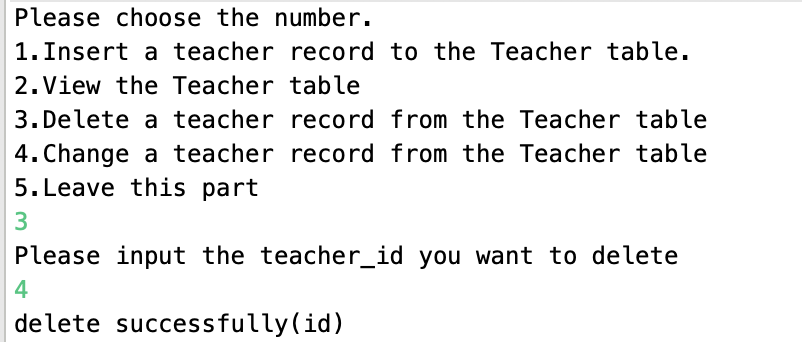 Please choose the number.
1.Insert a teacher record to the Teacher table.
2.View the Teacher table
3.Delete a teacher record from the Teacher table
4.Change a teacher record from the Teacher table
5.Leave this part
3
Please input the teacher_id you want to delete
4
delete successfully(id)